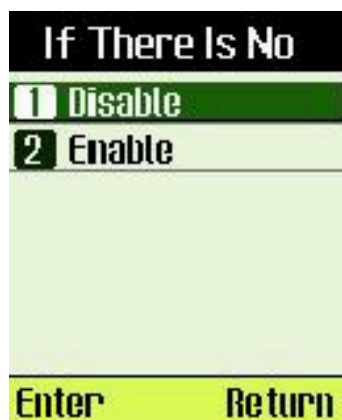 If There Is No
1 Disable
2 Enable
Enter Return